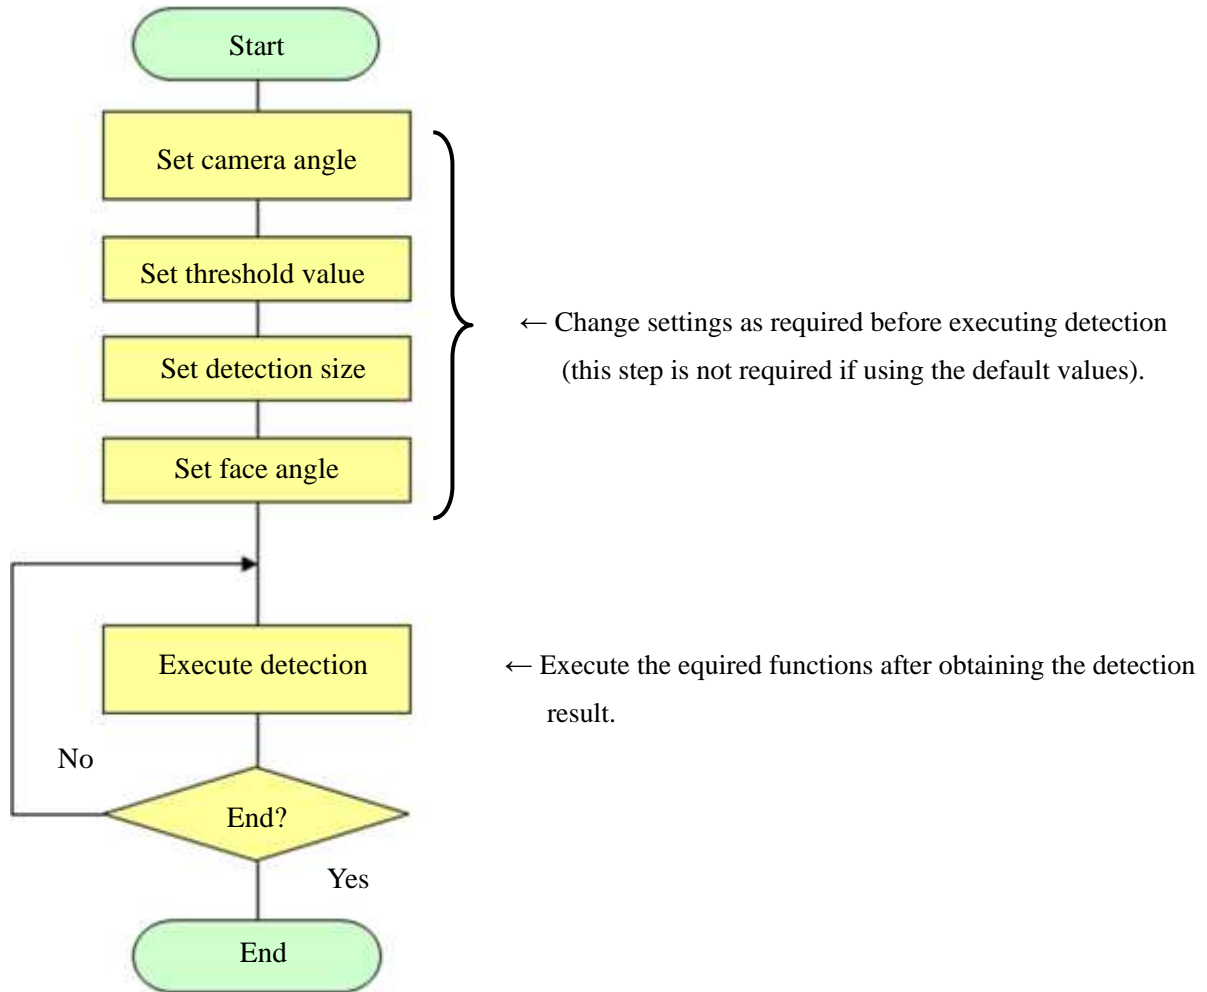 Start
Set camera angle
Set threshold value
Set detection size
Set face angle
← Change settings as required before executing detection
(this step is not required if using the default values).
Execute detection
← Execute the equired functions after obtaining the detection
result.
No
End?
Yes
End